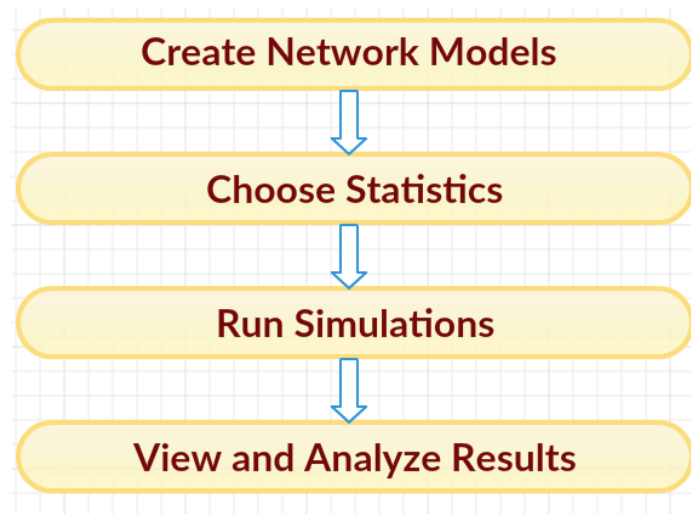 Create Network Models
Choose Statistics
Run Simulations
View and Analyze Results